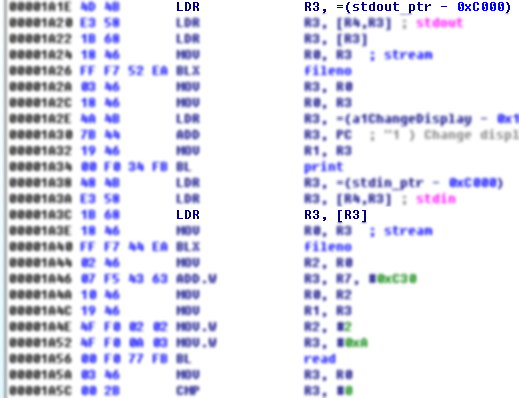 00001A1E 4D 4B LDR R3, =(stdout_ptr - 0xC000)
00001A20 E3 58 LDR R3, [R4,R3] ; stdout
00001A22 1B 68 LDR R3, [R3]
00001A24 18 46 MOV R0, R3 ; stream
00001A26 FF F7 52 EA BLX fileno
00001A2A 03 46 MOV R3, R0
00001A2C 18 46 MOV R0, R3
00001A2E 4A 4B LDR R3, =(a1ChangeDisplay - 0x1
00001A30 7B 44 ADD R3, PC ; "1 ) Change displ
00001A32 19 46 MOV R1, R3
00001A34 00 F0 34 FB BL print
00001A38 48 4B LDR R3, =(stdin_ptr - 0xC000)
00001A3A E3 58 LDR R3, [R4,R3] ; stdin
00001A3C 1B 68 LDR R3, [R3]
00001A3E 18 46 MOV R0, R3 ; stream
00001A40 FF F7 44 EA BLX fileno
00001A44 02 46 MOV R2, R0
00001A46 07 F5 43 63 ADD.W R3, R7, #0xC30
00001A4A 10 46 MOV R0, R2
00001A4C 19 46 MOV R1, R3
00001A4E 4F F0 02 02 MOV.W R2, #2
00001A52 4F F0 0A 03 MOV.W R3, #0xA
00001A56 00 F0 77 FB BL read
00001A5A 03 46 MOV R3, R0
00001A5C 00 2B CMP R3, #0